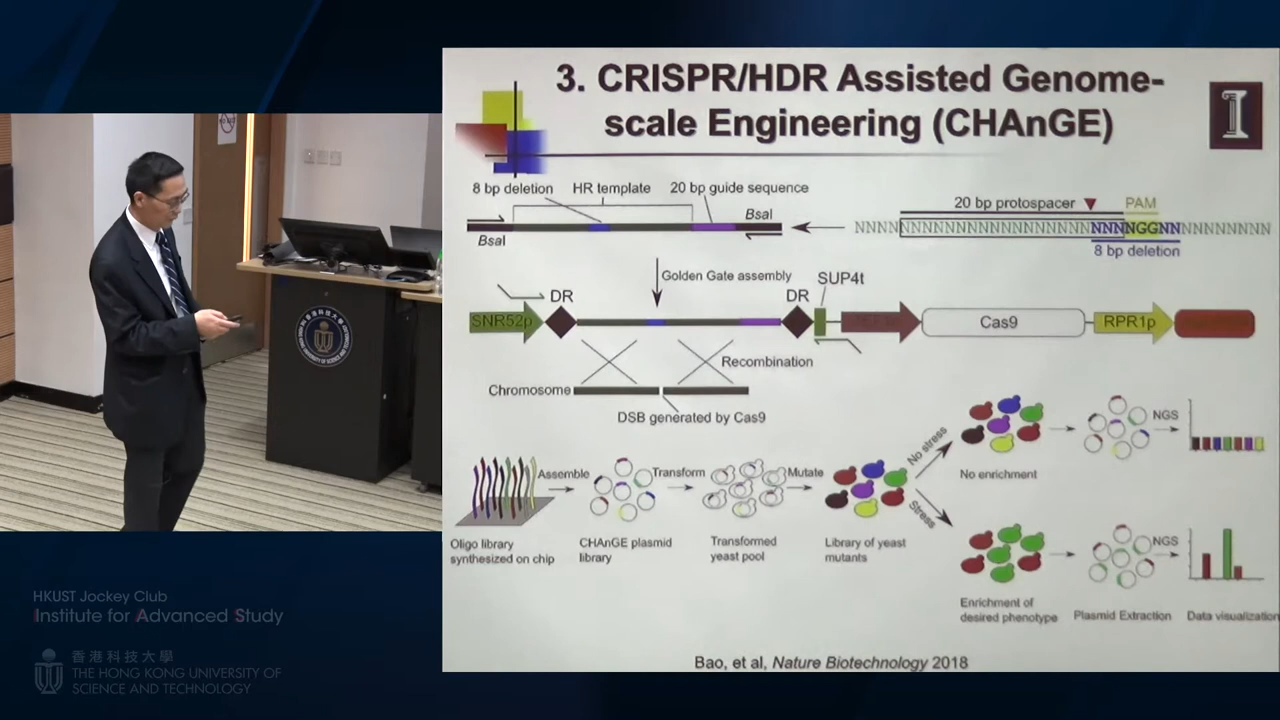 3. CRISPR/HDR Assisted Genome-
scale Engineering (CHAnGE)
I
8 bp deletion
HR template
20 bp guide sequence
BsaI
BsaI
20 bp protospacer
PAM
NNNNNNNNNNNNNNNNNNNNNNNNNGGNNNNNNNNNNN
8 bp deletion
Golden Gate assembly
DR
DR
SUP4t
SNR52p
Cas9
RPR1p
Recombination
Chromosome
DSB generated by Cas9
Assemble
Transform
Mutate
No stress
Stress
NGS
No enrichment
Oligo library
synthesized on chip
CHAnGE plasmid
library
Transformed
yeast pool
Library of yeast
mutants
NGS
Enrichment of
desired phenotype
Plasmid Extraction
Data visualization
Bao, et al, Nature Biotechnology 2018
HKUST Jockey Club
Institute for Advanced Study
香港科技大學
THE HONG KONG UNIVERSITY OF
SCIENCE AND TECHNOLOGY